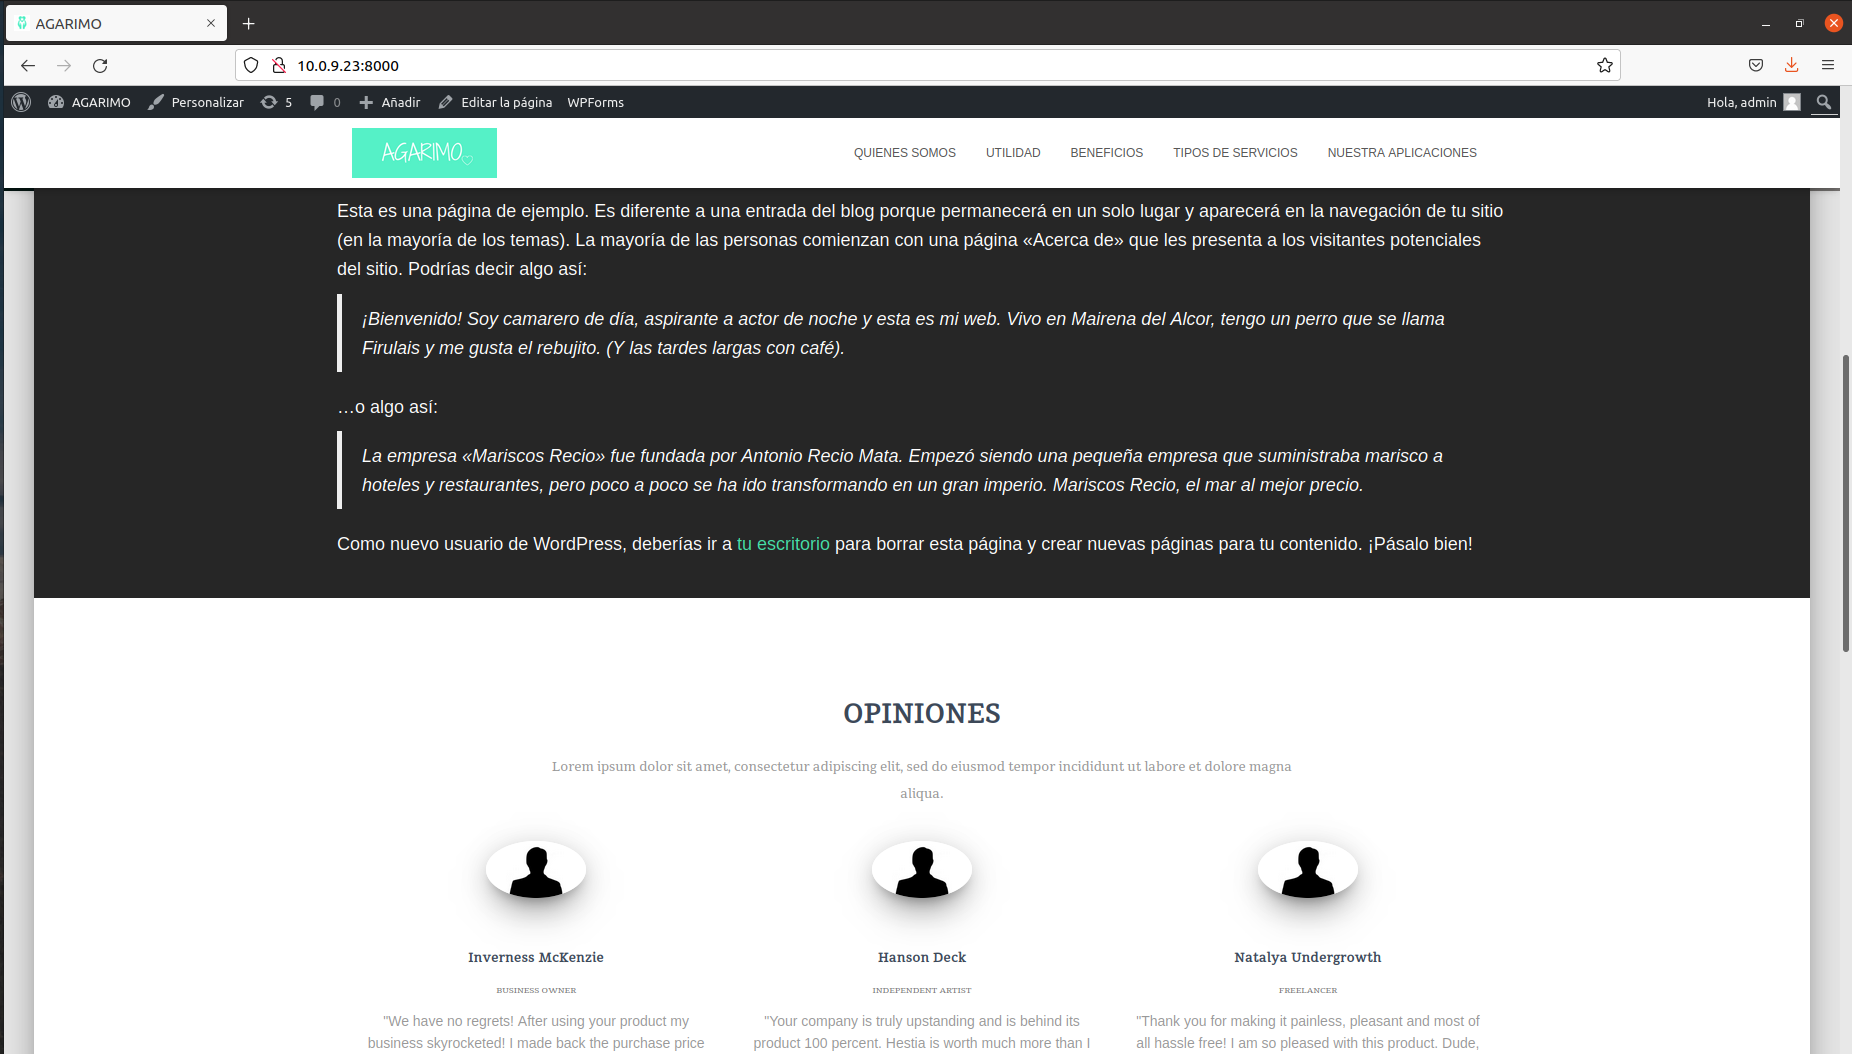 AGARIMO
10.0.9.23:8000
AGARIMO Personalizar 5 0 Añadir Editar la página WPForms Hola, admin
AGARIMO
QUIENES SOMOS UTILIDAD BENEFICIOS TIPOS DE SERVICIOS NUESTRA APLICACIONES
Esta es una página de ejemplo. Es diferente a una entrada del blog porque permanecerá en un solo lugar y aparecerá en la navegación de tu sitio
(en la mayoría de los temas). La mayoría de las personas comienzan con una página «Acerca de» que les presenta a los visitantes potenciales
del sitio. Podrías decir algo así:
¡Bienvenido! Soy camarero de día, aspirante a actor de noche y esta es mi web. Vivo en Mairena del Alcor, tengo un perro que se llama
Firulais y me gusta el rebujito. (Y las tardes largas con café).
…o algo así:
La empresa «Mariscos Recio» fue fundada por Antonio Recio Mata. Empezó siendo una pequeña empresa que suministraba marisco a
hoteles y restaurantes, pero poco a poco se ha ido transformando en un gran imperio. Mariscos Recio, el mar al mejor precio.
Como nuevo usuario de WordPress, deberías ir a tu escritorio para borrar esta página y crear nuevas páginas para tu contenido. ¡Pásalo bien!
OPINIONES
Lorem ipsum dolor sit amet, consectetur adipiscing elit, sed do eiusmod tempor incididunt ut labore et dolore magna
aliqua.
Inverness McKenzie
BUSINESS OWNER
"We have no regrets! After using your product my
business skyrocketed! I made back the purchase price
Hanson Deck
INDEPENDENT ARTIST
"Your company is truly upstanding and is behind its
product 100 percent. Hestia is worth much more than I
Natalya Undergrowth
FREELANCER
"Thank you for making it painless, pleasant and most of
all hassle free! I am so pleased with this product. Dude,